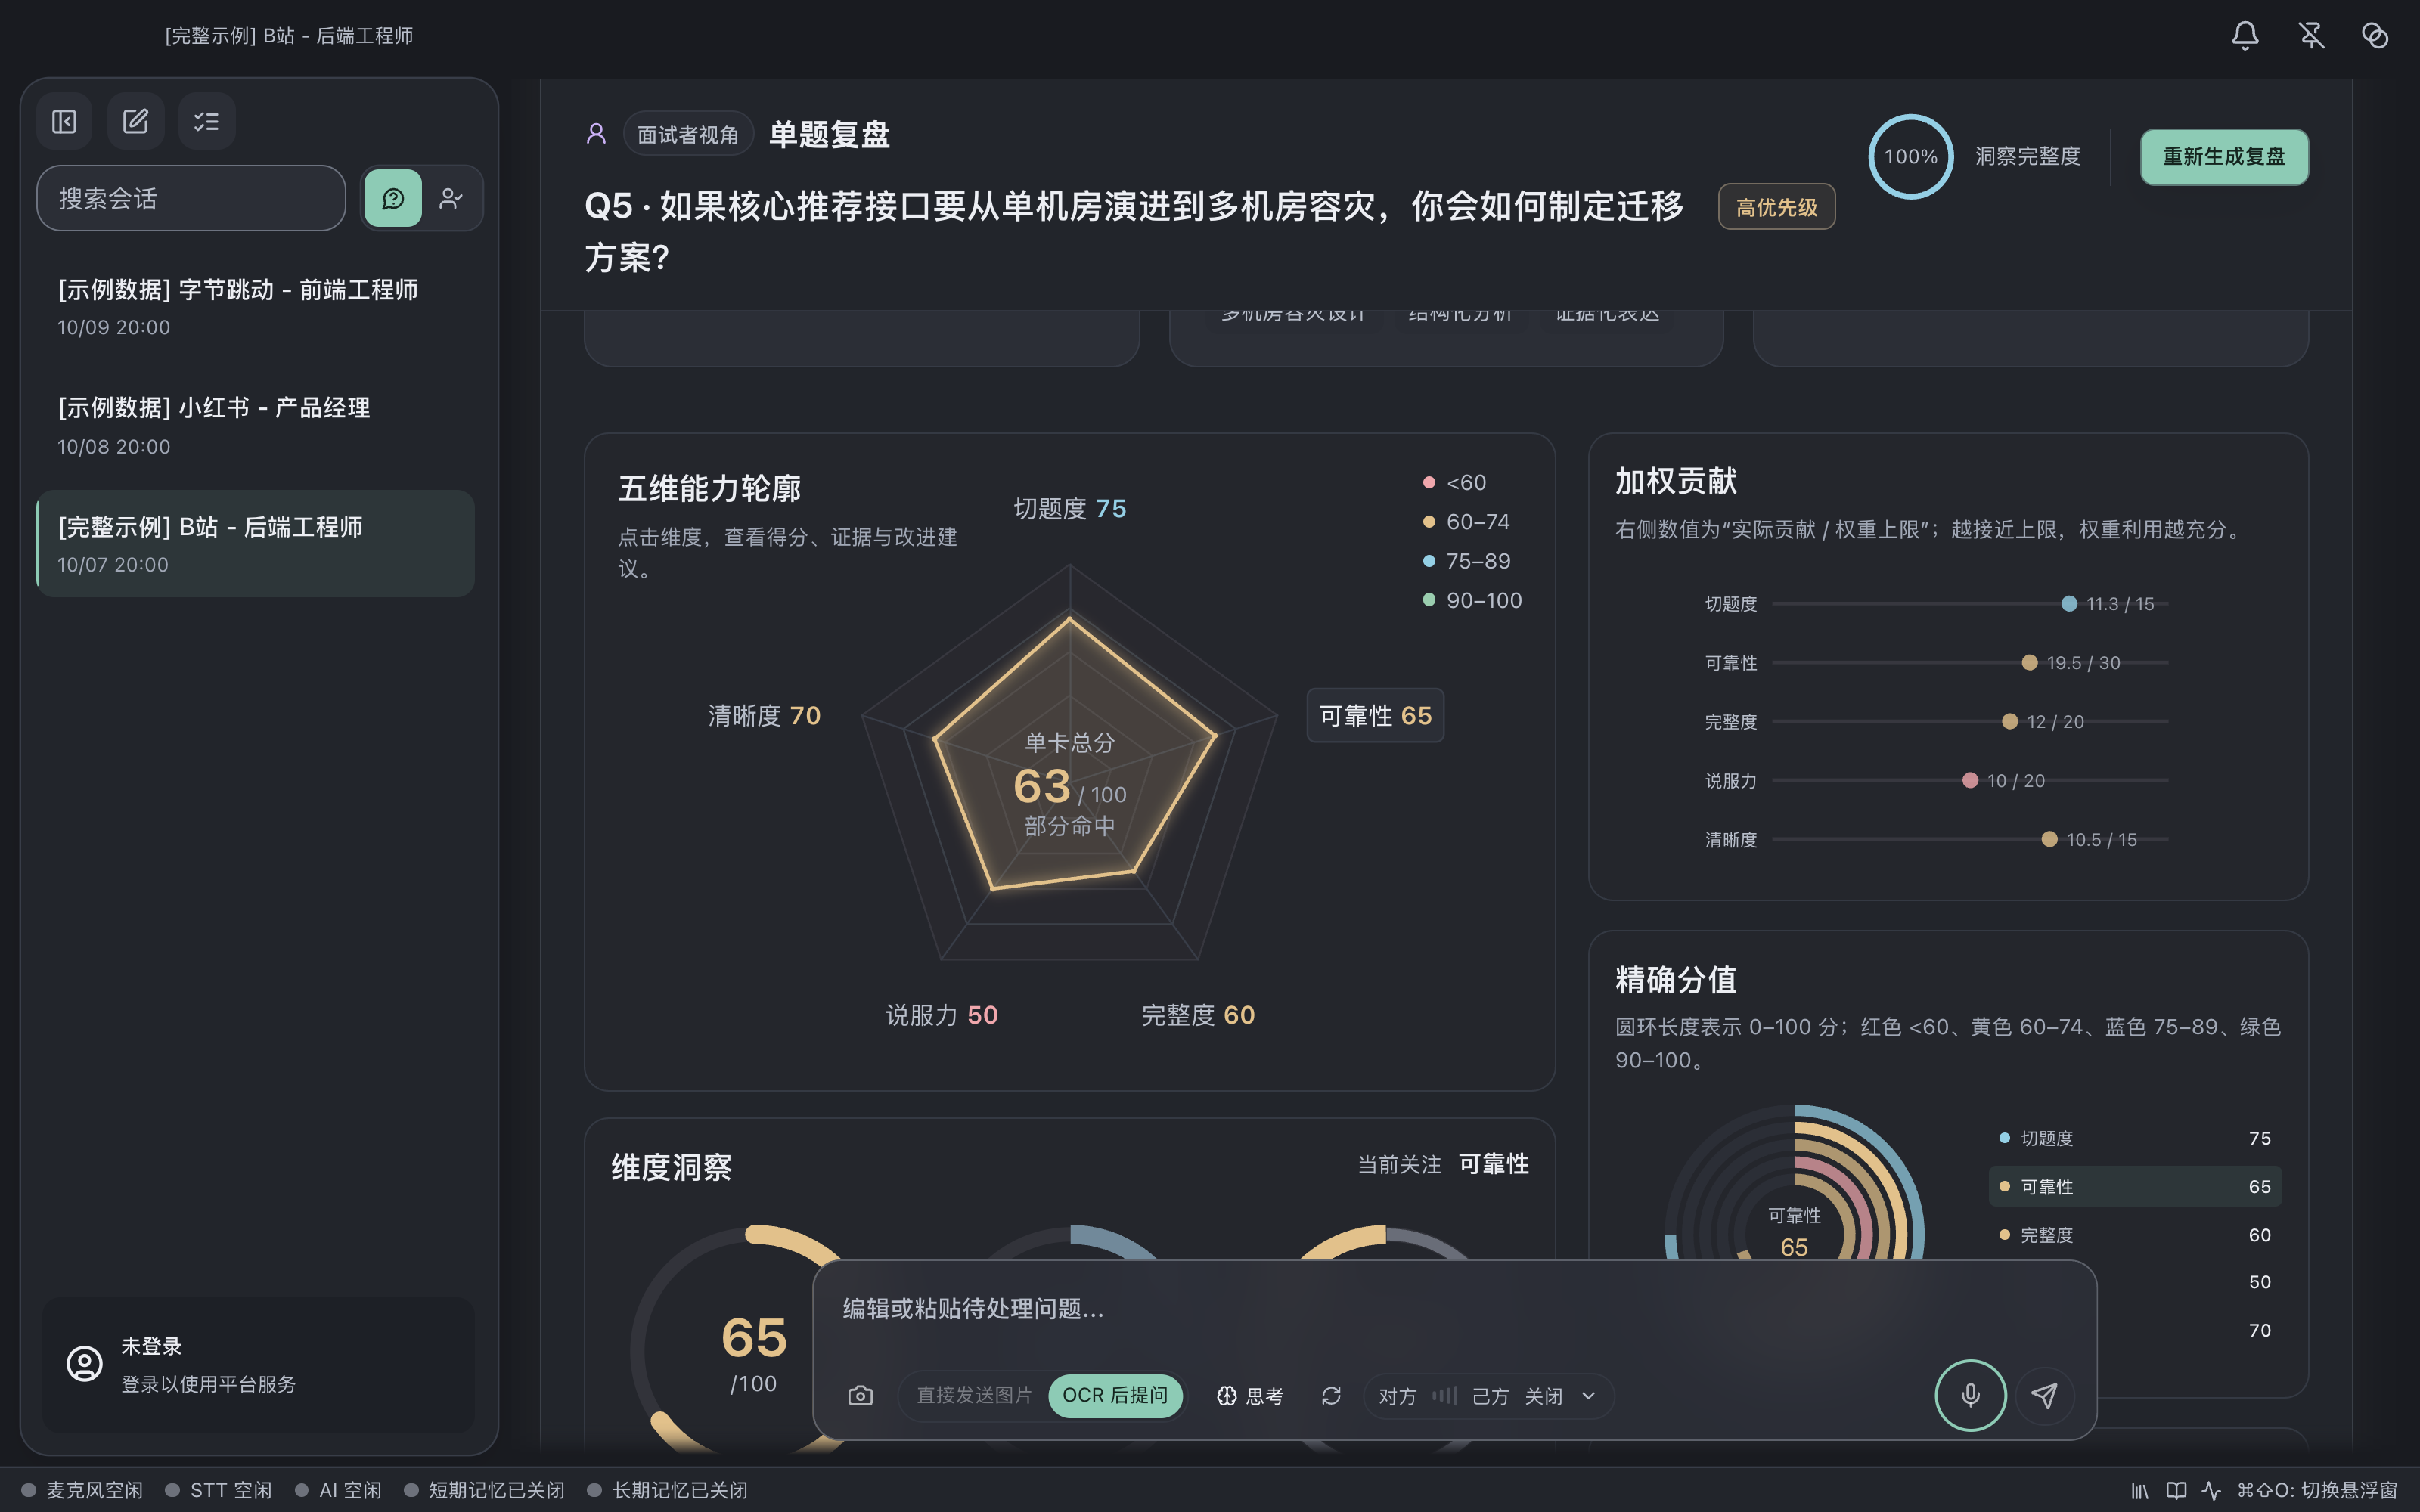 [完整示例] B站 - 后端工程师
搜索会话
[示例数据] 字节跳动 - 前端工程师
10/09 20:00
[示例数据] 小红书 - 产品经理
10/08 20:00
[完整示例] B站 - 后端工程师
10/07 20:00
未登录
登录以使用平台服务
面试者视角
单题复盘
Q5 · 如果核心推荐接口要从单机房演进到多机房容灾，你会如何制定迁移
方案？
高优先级
100%
洞察完整度
重新生成复盘
多机房容灾设计
结构化分析
证据化表达
五维能力轮廓
点击维度，查看得分、证据与改进建
议。
<60
60–74
75–89
90–100
切题度 75
清晰度 70
可靠性 65
单卡总分
63 / 100
部分命中
说服力 50
完整度 60
加权贡献
右侧数值为“实际贡献 / 权重上限”；越接近上限，权重利用越充分。
切题度 11.3 / 15
可靠性 19.5 / 30
完整度 12 / 20
说服力 10 / 20
清晰度 10.5 / 15
精确分值
圆环长度表示 0–100 分；红色 <60、黄色 60–74、蓝色 75–89、绿色
90–100。
可靠性
65
切题度 75
可靠性 65
完整度 60
50
70
维度洞察
当前关注 可靠性
65
/100
编辑或粘贴待处理问题...
直接发送图片
OCR 后提问
思考
对方
己方 关闭
麦克风空闲
STT 空闲
AI 空闲
短期记忆已关闭
长期记忆已关闭
⌘⇧O: 切换悬浮窗